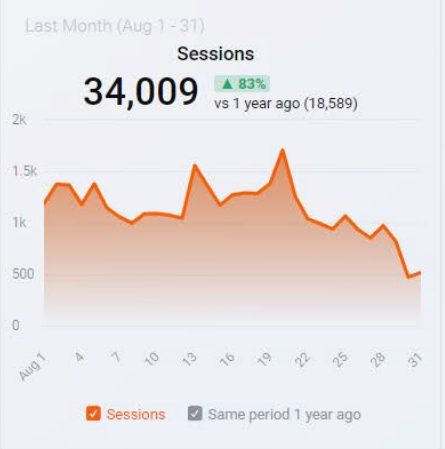 Last Month (Aug 1 - 31)
Sessions
34,009
▲ 83%
vs 1 year ago (18,589)
2k
1.5k
1k
500
0
Aug 1 4 7 10 13 16 19 22 25 28 31
Sessions Same period 1 year ago